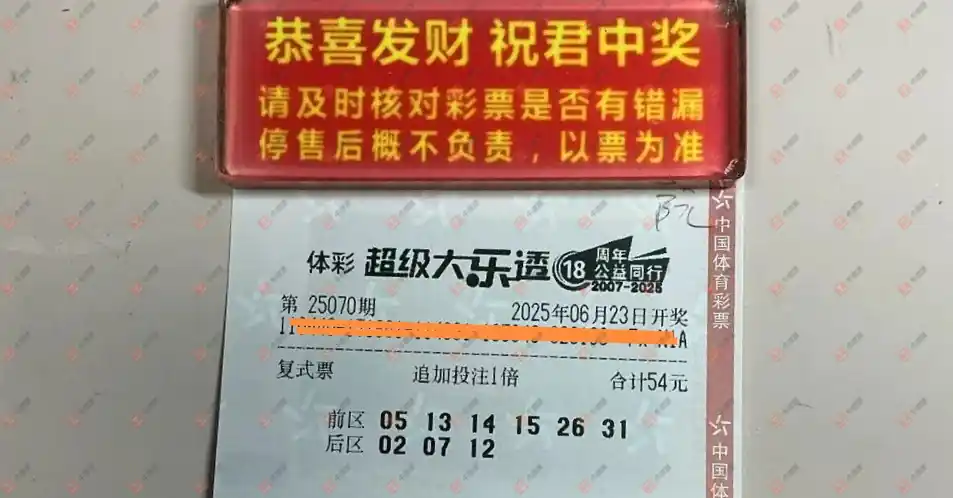 恭喜发财 祝君中奖
请及时核对彩票是否有错漏
停售后概不负责，以票为准
体彩 超级大乐透 18 周年 公益同行 2007-2025
第 25070期 2025年06月23日开奖
复式票 追加投注1倍 合计54元
前区 05 13 14 15 26 31
后区 02 07 12
中国体育彩票
中国体